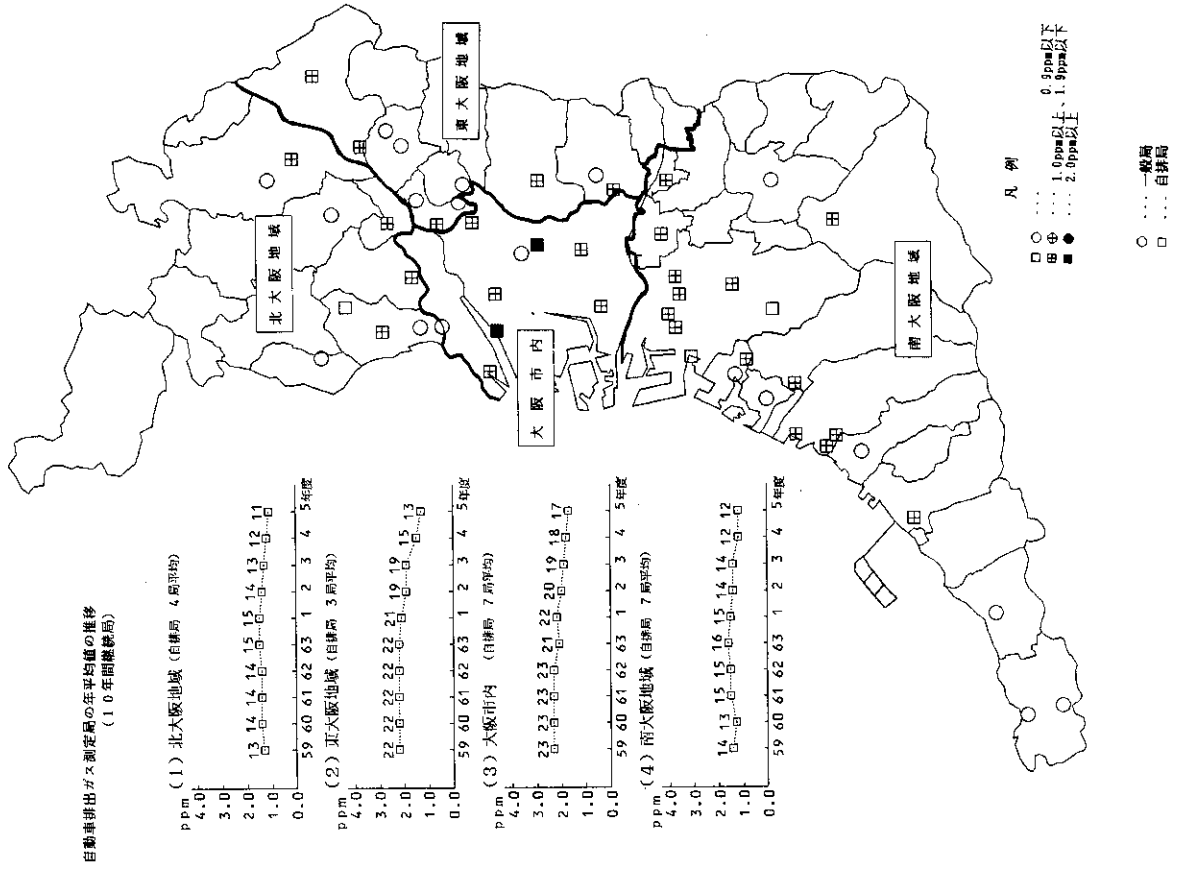 自動車排出ガス測定局の年平均値の推移
(10年間継続局)
(1) 北大阪地域 (自排局 4局平均)
ppm
4.0
3.0
2.0
1.0
0.0
13 14 14 14 15 15 14 13 12 11
59 60 61 62 63 1 2 3 4 5年度
(2) 東大阪地域 (自排局 3局平均)
ppm
4.0
3.0
2.0
1.0
0.0
22 22 22 22 22 21 19 19 15 13
59 60 61 62 63 1 2 3 4 5年度
(3) 大阪市内 (自排局 7局平均)
ppm
4.0
3.0
2.0
1.0
0.0
23 23 23 23 21 22 20 19 18 17
59 60 61 62 63 1 2 3 4 5年度
(4) 南大阪地域 (自排局 7局平均)
ppm
4.0
3.0
2.0
1.0
0.0
14 13 15 15 16 15 14 14 12 12
59 60 61 62 63 1 2 3 4 5年度
北大阪地域
東大阪地域
大阪市内
南大阪地域
凡例
□ ○ ‥‥ 0.9ppm以下
⊞ ⊕ ‥‥ 1.0ppm以上、1.9ppm以下
■ ● ‥‥ 2.0ppm以上
○ ‥‥ 一般局
□ ‥‥ 自排局